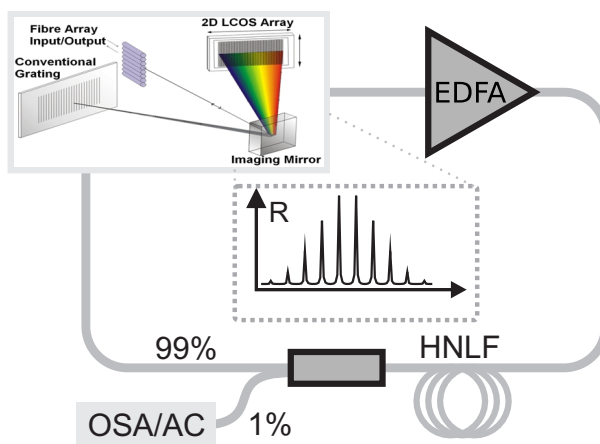 Fibre Array
Input/Output
Conventional
Grating
2D LCOS Array
Imaging Mirror
EDFA
R
99%
HNLF
OSA/AC
1%